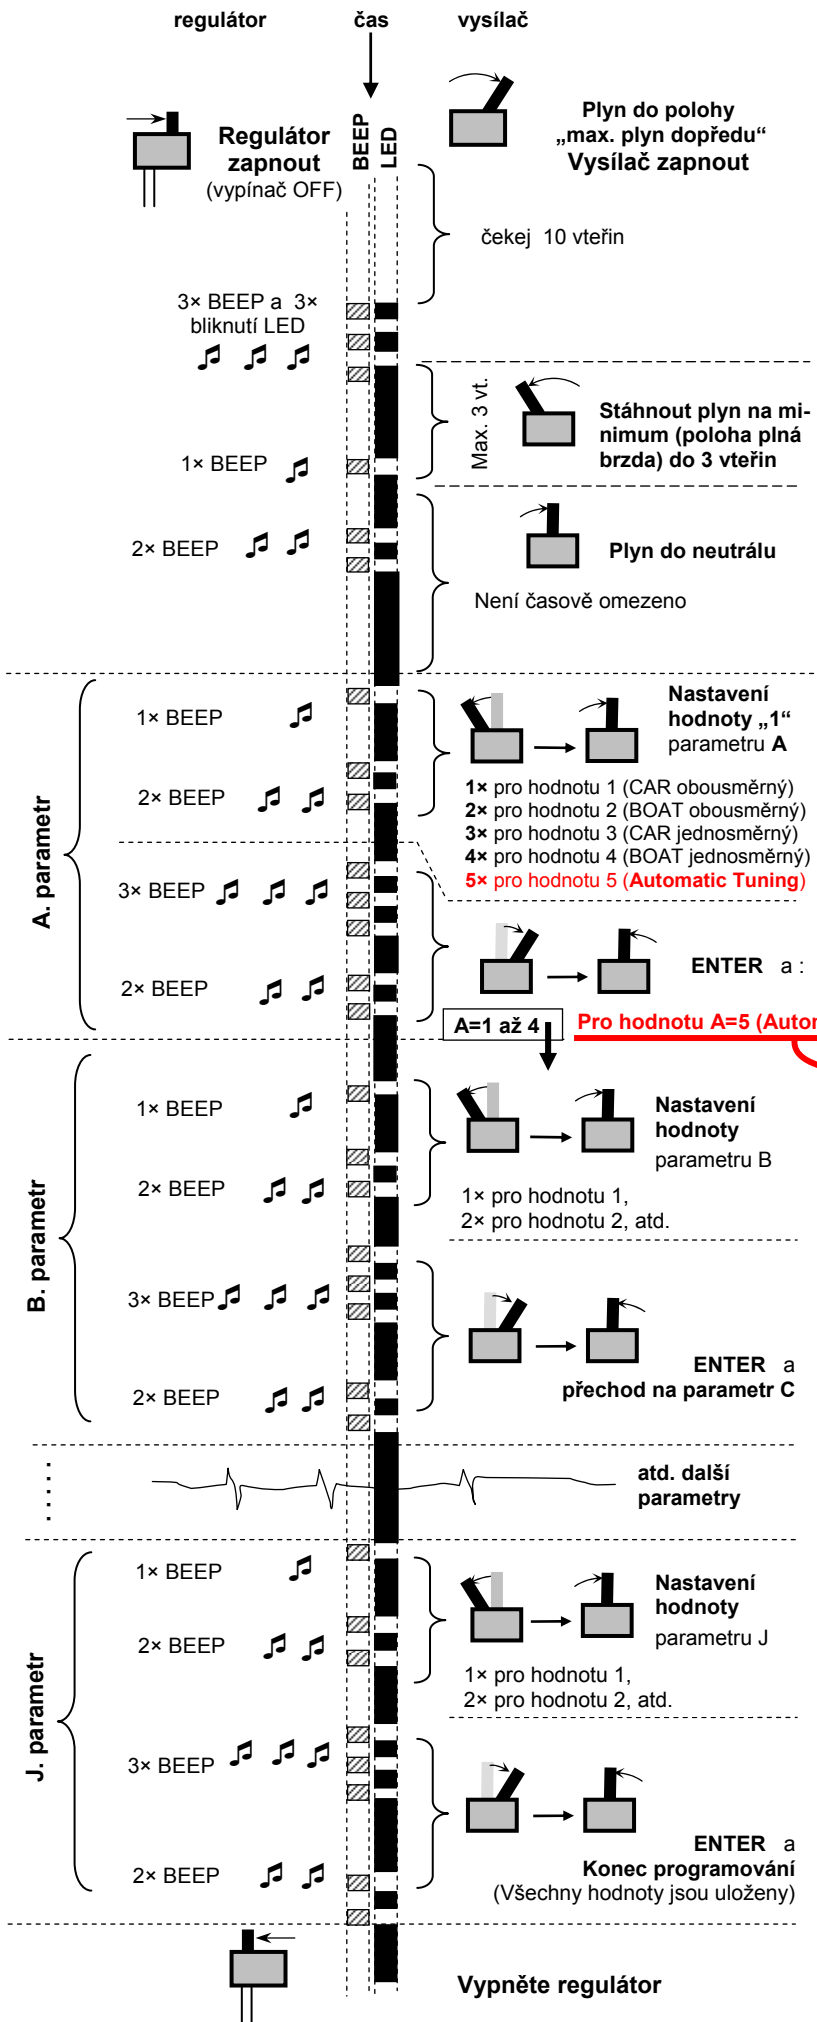 regulátor čas vysílač
BEEP
LED
Regulátor
zapnout
(vypínač OFF)
Plyn do polohy
„max. plyn dopředu“
Vysílač zapnout
čekej 10 vteřin
3× BEEP a 3×
bliknutí LED
Max. 3 vt.
Stáhnout plyn na mi-
nimum (poloha plná
brzda) do 3 vteřin
1× BEEP
2× BEEP
Plyn do neutrálu
Není časově omezeno
A. parametr
1× BEEP
Nastavení
hodnoty „1“
parametru A
2× BEEP
1× pro hodnotu 1 (CAR obousměrný)
2× pro hodnotu 2 (BOAT obousměrný)
3× pro hodnotu 3 (CAR jednosměrný)
4× pro hodnotu 4 (BOAT jednosměrný)
5× pro hodnotu 5 (Automatic Tuning)
3× BEEP
ENTER a :
2× BEEP
A=1 až 4
Pro hodnotu A=5 (Autor
B. parametr
1× BEEP
Nastavení
hodnoty
parametru B
2× BEEP
1× pro hodnotu 1,
2× pro hodnotu 2, atd.
3× BEEP
ENTER a
přechod na parametr C
2× BEEP
. . . . . .
atd. další
parametry
J. parametr
1× BEEP
Nastavení
hodnoty
parametru J
2× BEEP
1× pro hodnotu 1,
2× pro hodnotu 2, atd.
3× BEEP
ENTER a
Konec programování
(Všechny hodnoty jsou uloženy)
2× BEEP
Vypněte regulátor